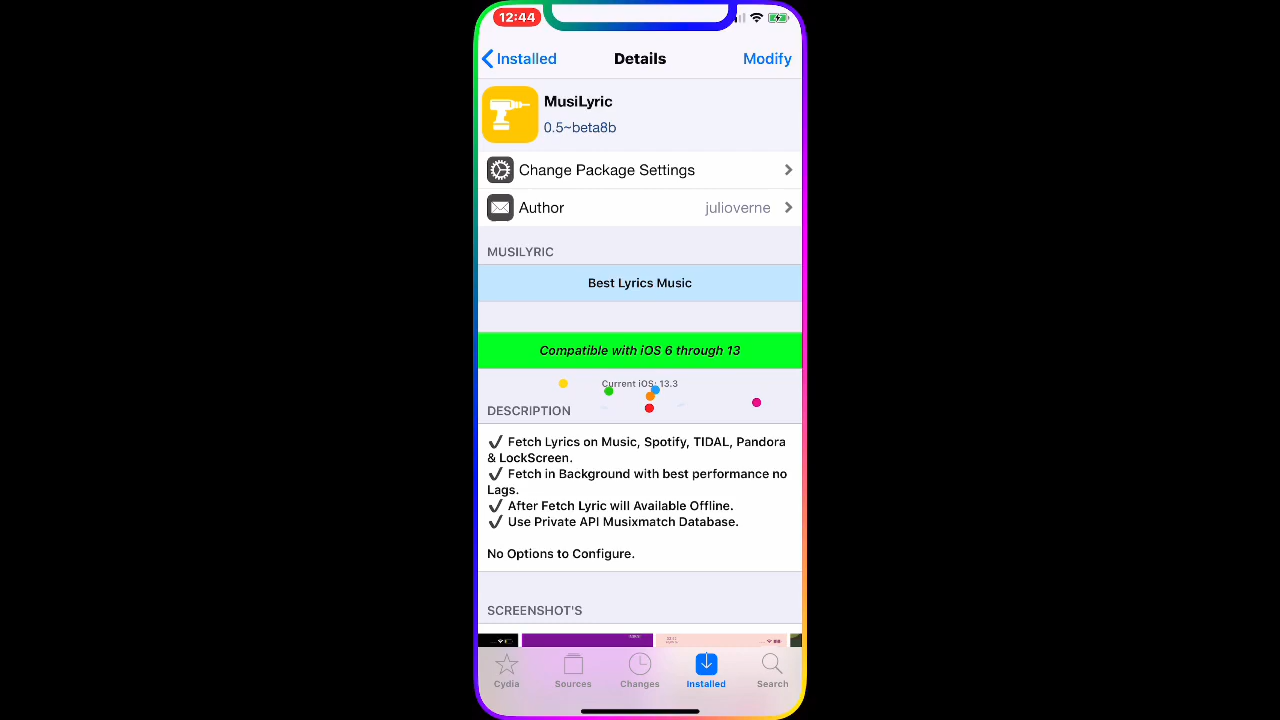 12:44
Installed
Details
Modify
MusiLyric
0.5~beta8b
Change Package Settings
Author
julioverne
MUSILYRIC
Best Lyrics Music
Compatible with iOS 6 through 13
Current iOS: 13.3
DESCRIPTION
✔ Fetch Lyrics on Music, Spotify, TIDAL, Pandora
& LockScreen.
✔ Fetch in Background with best performance no
Lags.
✔ After Fetch Lyric will Available Offline.
✔ Use Private API Musixmatch Database.
No Options to Configure.
SCREENSHOT'S
Cydia
Sources
Changes
Installed
Search